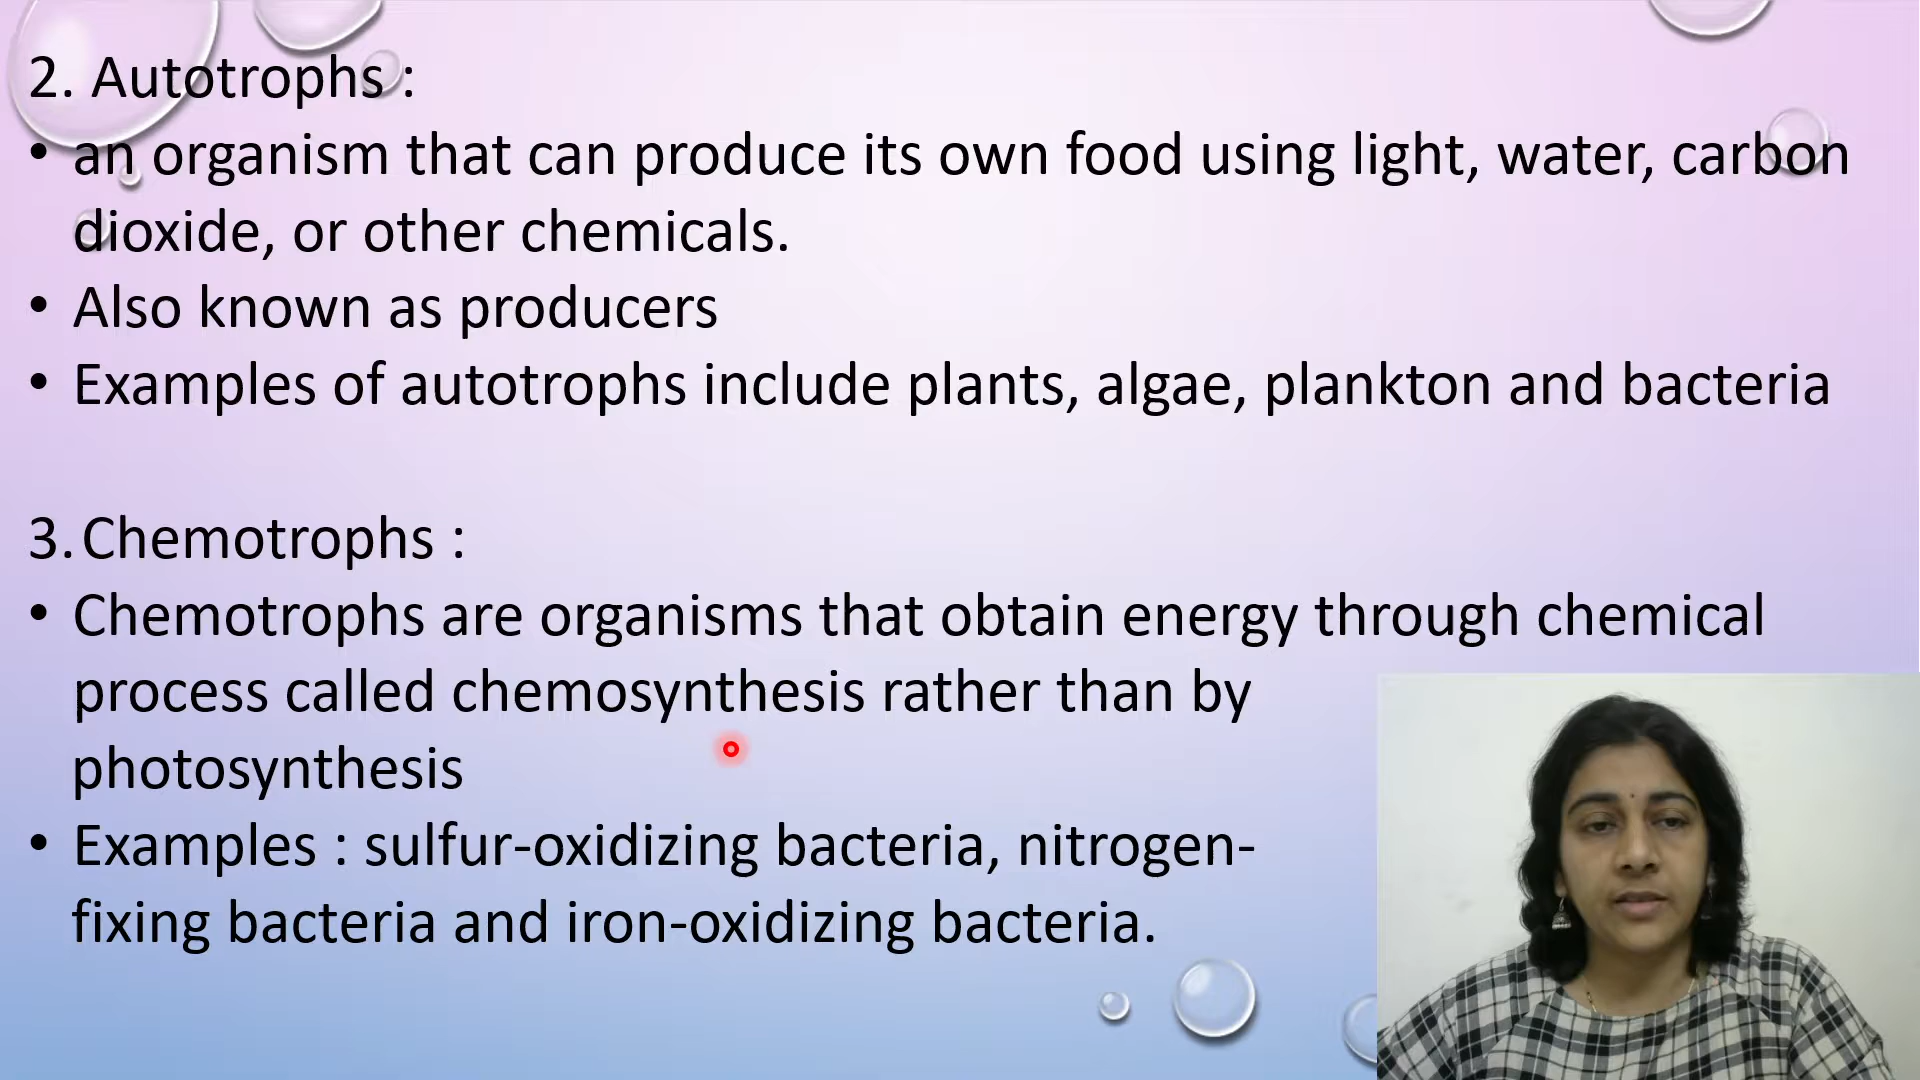 2. Autotrophs :
• an organism that can produce its own food using light, water, carbon
dioxide, or other chemicals.
• Also known as producers
• Examples of autotrophs include plants, algae, plankton and bacteria
3. Chemotrophs :
• Chemotrophs are organisms that obtain energy through chemical
process called chemosynthesis rather than by
photosynthesis
• Examples : sulfur-oxidizing bacteria, nitrogen-
fixing bacteria and iron-oxidizing bacteria.